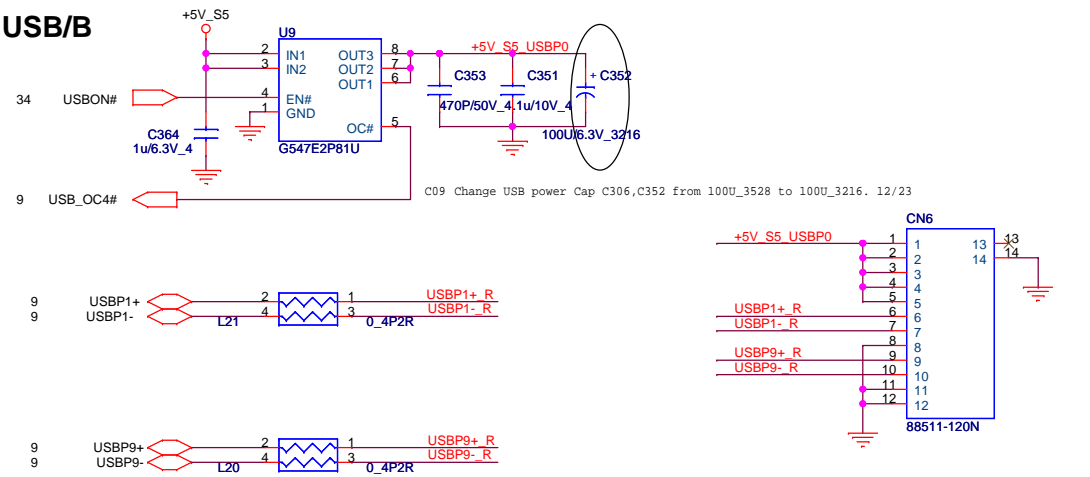 USB/B
+5V_S5
U9
2 IN1 OUT3 8 +5V_S5_USBP0
3 IN2 OUT2 7
OUT1 6
34 USBON# 4 EN#
1 GND
OC# 5
G547E2P81U
C364
1u/6.3V_4
C353 C351 + C352
470P/50V_4 .1u/10V_4
100U/6.3V_3216
9 USB_OC4#
C09 Change USB power Cap C306,C352 from 100U_3528 to 100U_3216. 12/23
9 USBP1+ 2 1 USBP1+_R
9 USBP1- 4 3 USBP1-_R
L21 0_4P2R
9 USBP9+ 2 1 USBP9+_R
9 USBP9- 4 3 USBP9-_R
L20 0_4P2R
CN6
+5V_S5_USBP0 1 1 13 13
2 2 14 14
3 3
4 4
5 5
USBP1+_R 6 6
USBP1-_R 7 7
8 8
USBP9+_R 9 9
USBP9-_R 10 10
11 11
12 12
88511-120N